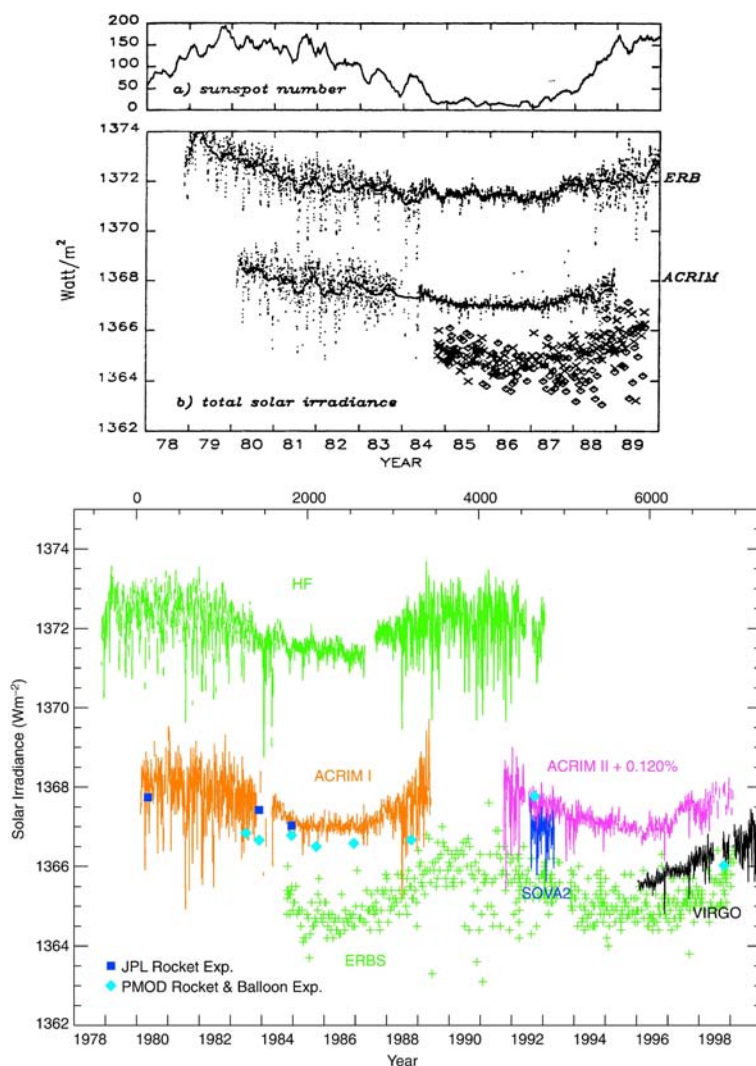 200
150
100
50
0
a) sunspot number
1374
1372
1370
1368
1366
1364
1362
Watt/m²
ERB
ACRIM
b) total solar irradiance
78 79 80 81 82 83 84 85 86 87 88 89
YEAR
0 2000 4000 6000
1374
1372
1370
1368
1366
1364
1362
Solar Irradiance (Wm⁻²)
HF
ACRIM I
ACRIM II + 0.120%
SOVA2
VIRGO
ERBS
JPL Rocket Exp.
PMOD Rocket & Balloon Exp.
1978 1980 1982 1984 1986 1988 1990 1992 1994 1996 1998
Year